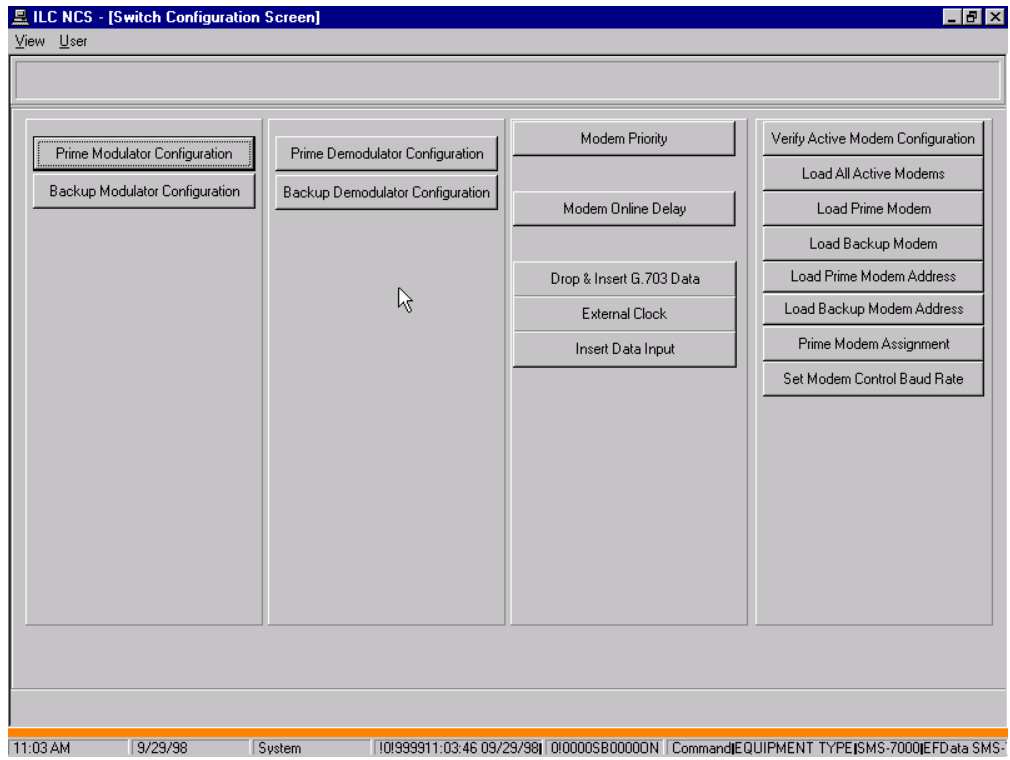 ILC NCS - [Switch Configuration Screen]
View User
Prime Modulator Configuration
Backup Modulator Configuration
Prime Demodulator Configuration
Backup Demodulator Configuration
Modem Priority
Modem Online Delay
Drop & Insert G.703 Data
External Clock
Insert Data Input
Verify Active Modem Configuration
Load All Active Modems
Load Prime Modem
Load Backup Modem
Load Prime Modem Address
Load Backup Modem Address
Prime Modem Assignment
Set Modem Control Baud Rate
11:03 AM 9/29/98 System !0!999911:03:46 09/29/98| 0!0000SB00000N Command|EQUIPMENT TYPE|SMS-7000|EFData SMS-